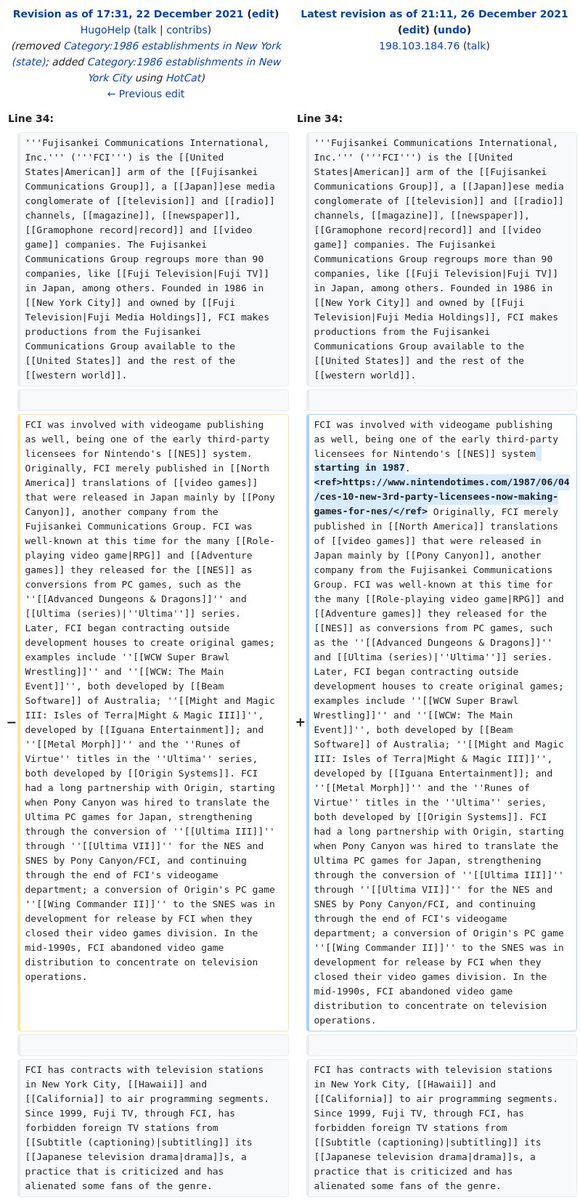 Revision as of 17:31, 22 December 2021 (edit)
HugoHelp (talk | contribs)
(removed Category:1986 establishments in New York
(state); added Category:1986 establishments in New
York City using HotCat)
← Previous edit
Line 34:
'''Fujisankei Communications International,
Inc.''' ('''FCI''') is the [[United
States|American]] arm of the [[Fujisankei
Communications Group]], a [[Japan]]ese media
conglomerate of [[television]] and [[radio]]
channels, [[magazine]], [[newspaper]],
[[Gramophone record|record]] and [[video
game]] companies. The Fujisankei
Communications Group regroups more than 90
companies, like [[Fuji Television|Fuji TV]]
in Japan, among others. Founded in 1986 in
[[New York City]] and owned by [[Fuji
Television|Fuji Media Holdings]], FCI makes
productions from the Fujisankei
Communications Group available to the
[[United States]] and the rest of the
[[western world]].
−
FCI was involved with videogame publishing
as well, being one of the early third-party
licensees for Nintendo's [[NES]] system.
Originally, FCI merely published in [[North
America]] translations of [[video games]]
that were released in Japan mainly by [[Pony
Canyon]], another company from the
Fujisankei Communications Group. FCI was
well-known at this time for the many [[Role-
playing video game|RPG]] and [[Adventure
games]] they released for the [[NES]] as
conversions from PC games, such as the
''[[Advanced Dungeons & Dragons]]'' and
[[Ultima (series)|''Ultima'']] series.
Later, FCI began contracting outside
development houses to create original games;
examples include ''[[WCW Super Brawl
Wrestling]]'' and ''[[WCW: The Main
Event]]'', both developed by [[Beam
Software]] of Australia; ''[[Might and Magic
III: Isles of Terra|Might & Magic III]]'',
developed by [[Iguana Entertainment]]; and
''[[Metal Morph]]'' and the ''Runes of
Virtue'' titles in the ''Ultima'' series,
both developed by [[Origin Systems]]. FCI
had a long partnership with Origin, starting
when Pony Canyon was hired to translate the
Ultima PC games for Japan, strengthening
through the conversion of ''[[Ultima III]]''
through ''[[Ultima VII]]'' for the NES and
SNES by Pony Canyon/FCI, and continuing
through the end of FCI's videogame
department; a conversion of Origin's PC game
''[[Wing Commander II]]'' to the SNES was in
development for release by FCI when they
closed their video games division. In the
mid-1990s, FCI abandoned video game
distribution to concentrate on television
operations.
FCI has contracts with television stations
in New York City, [[Hawaii]] and
[[California]] to air programming segments.
Since 1999, Fuji TV, through FCI, has
forbidden foreign TV stations from
[[Subtitle (captioning)|subtitling]] its
[[Japanese television drama|drama]]s, a
practice that is criticized and has
alienated some fans of the genre.
Latest revision as of 21:11, 26 December 2021
(edit) (undo)
198.103.184.76 (talk)
Line 34:
'''Fujisankei Communications International,
Inc.''' ('''FCI''') is the [[United
States|American]] arm of the [[Fujisankei
Communications Group]], a [[Japan]]ese media
conglomerate of [[television]] and [[radio]]
channels, [[magazine]], [[newspaper]],
[[Gramophone record|record]] and [[video
game]] companies. The Fujisankei
Communications Group regroups more than 90
companies, like [[Fuji Television|Fuji TV]]
in Japan, among others. Founded in 1986 in
[[New York City]] and owned by [[Fuji
Television|Fuji Media Holdings]], FCI makes
productions from the Fujisankei
Communications Group available to the
[[United States]] and the rest of the
[[western world]].
+
FCI was involved with videogame publishing
as well, being one of the early third-party
licensees for Nintendo's [[NES]] system
starting in 1987.
<ref>https://www.nintendotimes.com/1987/06/04
/ces-10-new-3rd-party-licensees-now-making-
games-for-nes/</ref> Originally, FCI merely
published in [[North America]] translations
of [[video games]] that were released in
Japan mainly by [[Pony Canyon]], another
company from the Fujisankei Communications
Group. FCI was well-known at this time for
the many [[Role-playing video game|RPG]] and
[[Adventure games]] they released for the
[[NES]] as conversions from PC games, such
as the ''[[Advanced Dungeons & Dragons]]''
and [[Ultima (series)|''Ultima'']] series.
Later, FCI began contracting outside
development houses to create original games;
examples include ''[[WCW Super Brawl
Wrestling]]'' and ''[[WCW: The Main
Event]]'', both developed by [[Beam
Software]] of Australia; ''[[Might and Magic
III: Isles of Terra|Might & Magic III]]'',
developed by [[Iguana Entertainment]]; and
''[[Metal Morph]]'' and the ''Runes of
Virtue'' titles in the ''Ultima'' series,
both developed by [[Origin Systems]]. FCI
had a long partnership with Origin, starting
when Pony Canyon was hired to translate the
Ultima PC games for Japan, strengthening
through the conversion of ''[[Ultima III]]''
through ''[[Ultima VII]]'' for the NES and
SNES by Pony Canyon/FCI, and continuing
through the end of FCI's videogame
department; a conversion of Origin's PC game
''[[Wing Commander II]]'' to the SNES was in
development for release by FCI when they
closed their video games division. In the
mid-1990s, FCI abandoned video game
distribution to concentrate on television
operations.
FCI has contracts with television stations
in New York City, [[Hawaii]] and
[[California]] to air programming segments.
Since 1999, Fuji TV, through FCI, has
forbidden foreign TV stations from
[[Subtitle (captioning)|subtitling]] its
[[Japanese television drama|drama]]s, a
practice that is criticized and has
alienated some fans of the genre.